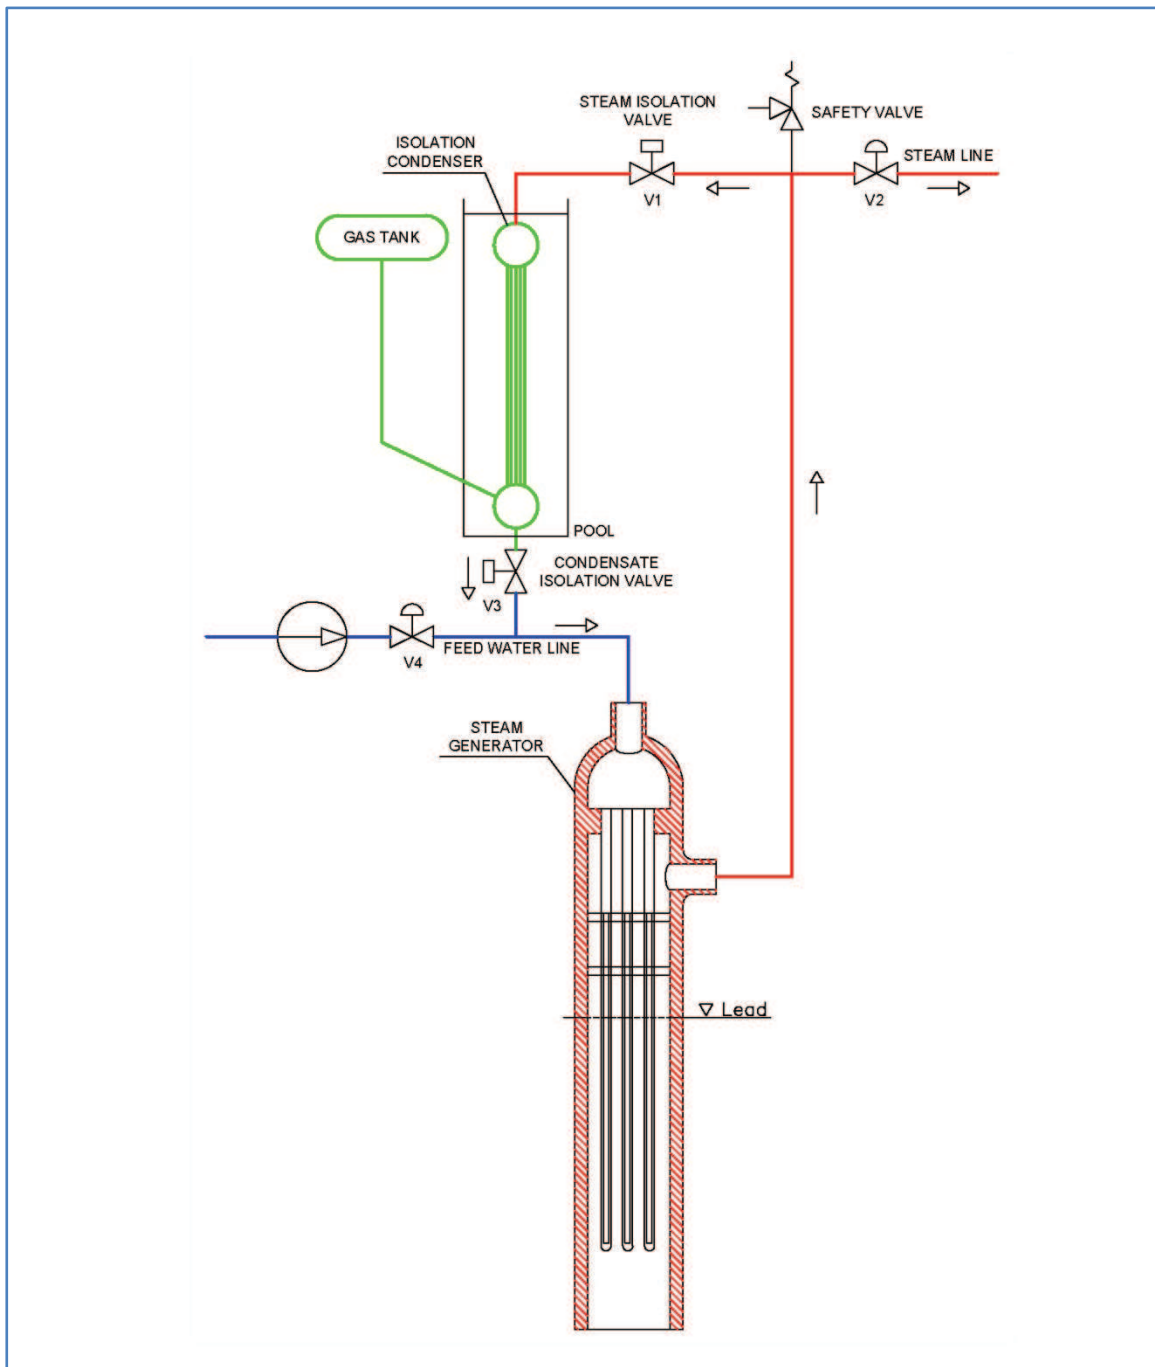 STEAM ISOLATION
VALVE
SAFETY VALVE
ISOLATION
CONDENSER
STEAM LINE
V1
V2
GAS TANK
POOL
CONDENSATE
ISOLATION VALVE
V3
FEED WATER LINE
V4
STEAM
GENERATOR
Lead